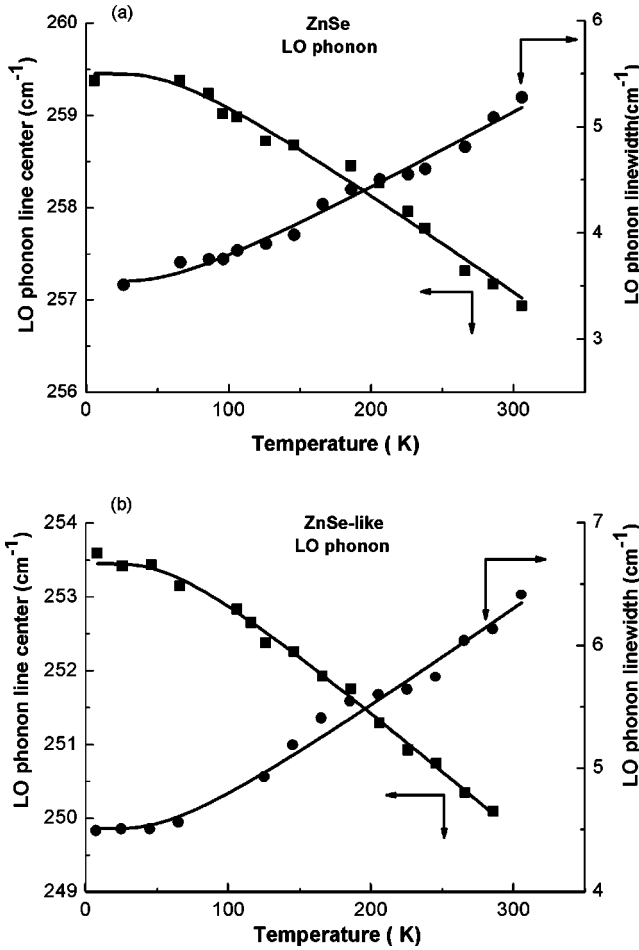 (a)
ZnSe
LO phonon
260
259
258
257
256
LO phonon line center (cm-1)
6
5
4
3
LO phonon linewidth(cm-1)
0
100
200
300
Temperature ( K)
(b)
ZnSe-like
LO phonon
254
253
252
251
250
249
LO phonon line center (cm-1)
7
6
5
4
LO phonon linewidth (cm-1)
0
100
200
300
Temperature (K)